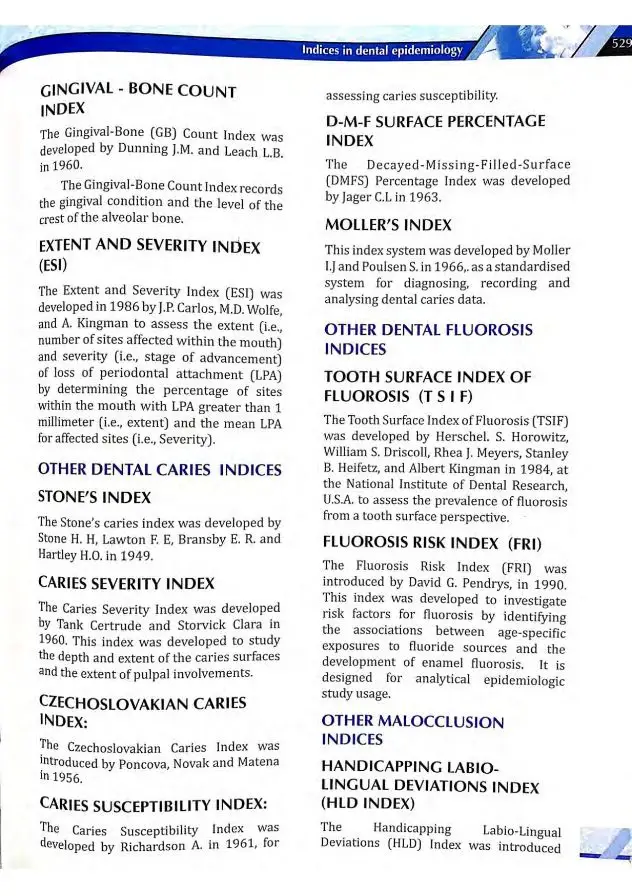 Indices in dental epidemiology
529
GINGIVAL - BONE COUNT
INDEX
The Gingival-Bone (GB) Count Index was
developed by Dunning J.M. and Leach L.B.
in 1960.
The Gingival-Bone Count Index records
the gingival condition and the level of the
crest of the alveolar bone.
EXTENT AND SEVERITY INDEX
(ESI)
The Extent and Severity Index (ESI) was
developed in 1986 by J.P. Carlos, M.D. Wolfe,
and A. Kingman to assess the extent (i.e.,
number of sites affected within the mouth)
and severity (i.e., stage of advancement)
of loss of periodontal attachment (LPA)
by determining the percentage of sites
within the mouth with LPA greater than 1
millimeter (i.e., extent) and the mean LPA
for affected sites (i.e., Severity).
OTHER DENTAL CARIES INDICES
STONE'S INDEX
The Stone's caries index was developed by
Stone H. H, Lawton F. E, Bransby E. R. and
Hartley H.O. in 1949.
CARIES SEVERITY INDEX
The Caries Severity Index was developed
by Tank Certrude and Storvick Clara in
1960. This index was developed to study
the depth and extent of the caries surfaces
and the extent of pulpal involvements.
CZECHOSLOVAKIAN CARIES
INDEX:
The Czechoslovakian Caries Index was
introduced by Poncova, Novak and Matena
in 1956.
CARIES SUSCEPTIBILITY INDEX:
The Caries Susceptibility Index was
developed by Richardson A. in 1961, for
assessing caries susceptibility.
D-M-F SURFACE PERCENTAGE
INDEX
The Decayed-Missing-Filled-Surface
(DMFS) Percentage Index was developed
by Jager C.L in 1963.
MOLLER'S INDEX
This index system was developed by Moller
I.J and Poulsen S. in 1966,. as a standardised
system for diagnosing, recording and
analysing dental caries data.
OTHER DENTAL FLUOROSIS
INDICES
TOOTH SURFACE INDEX OF
FLUOROSIS (T S I F)
The Tooth Surface Index of Fluorosis (TSIF)
was developed by Herschel. S. Horowitz,
William S. Driscoll, Rhea J. Meyers, Stanley
B. Heifetz, and Albert Kingman in 1984, at
the National Institute of Dental Research,
U.S.A. to assess the prevalence of fluorosis
from a tooth surface perspective.
FLUOROSIS RISK INDEX (FRI)
The Fluorosis Risk Index (FRI) was
introduced by David G. Pendrys, in 1990.
This index was developed to investigate
risk factors for fluorosis by identifying
the associations between age-specific
exposures to fluoride sources and the
development of enamel fluorosis. It is
designed for analytical epidemiologic
study usage.
OTHER MALOCCLUSION
INDICES
HANDICAPPING LABIO-
LINGUAL DEVIATIONS INDEX
(HLD INDEX)
The Handicapping Labio-Lingual
Deviations (HLD) Index was introduced